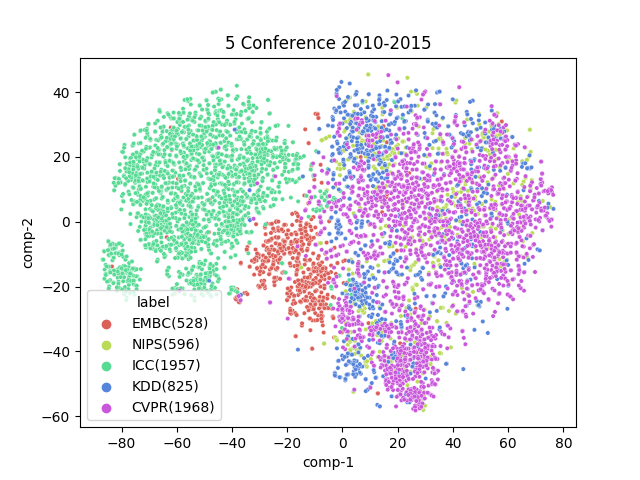 5 Conference 2010-2015
comp-2
40
20
0
−20
−40
−60
label
EMBC(528)
NIPS(596)
ICC(1957)
KDD(825)
CVPR(1968)
−80 −60 −40 −20 0 20 40 60 80
comp-1